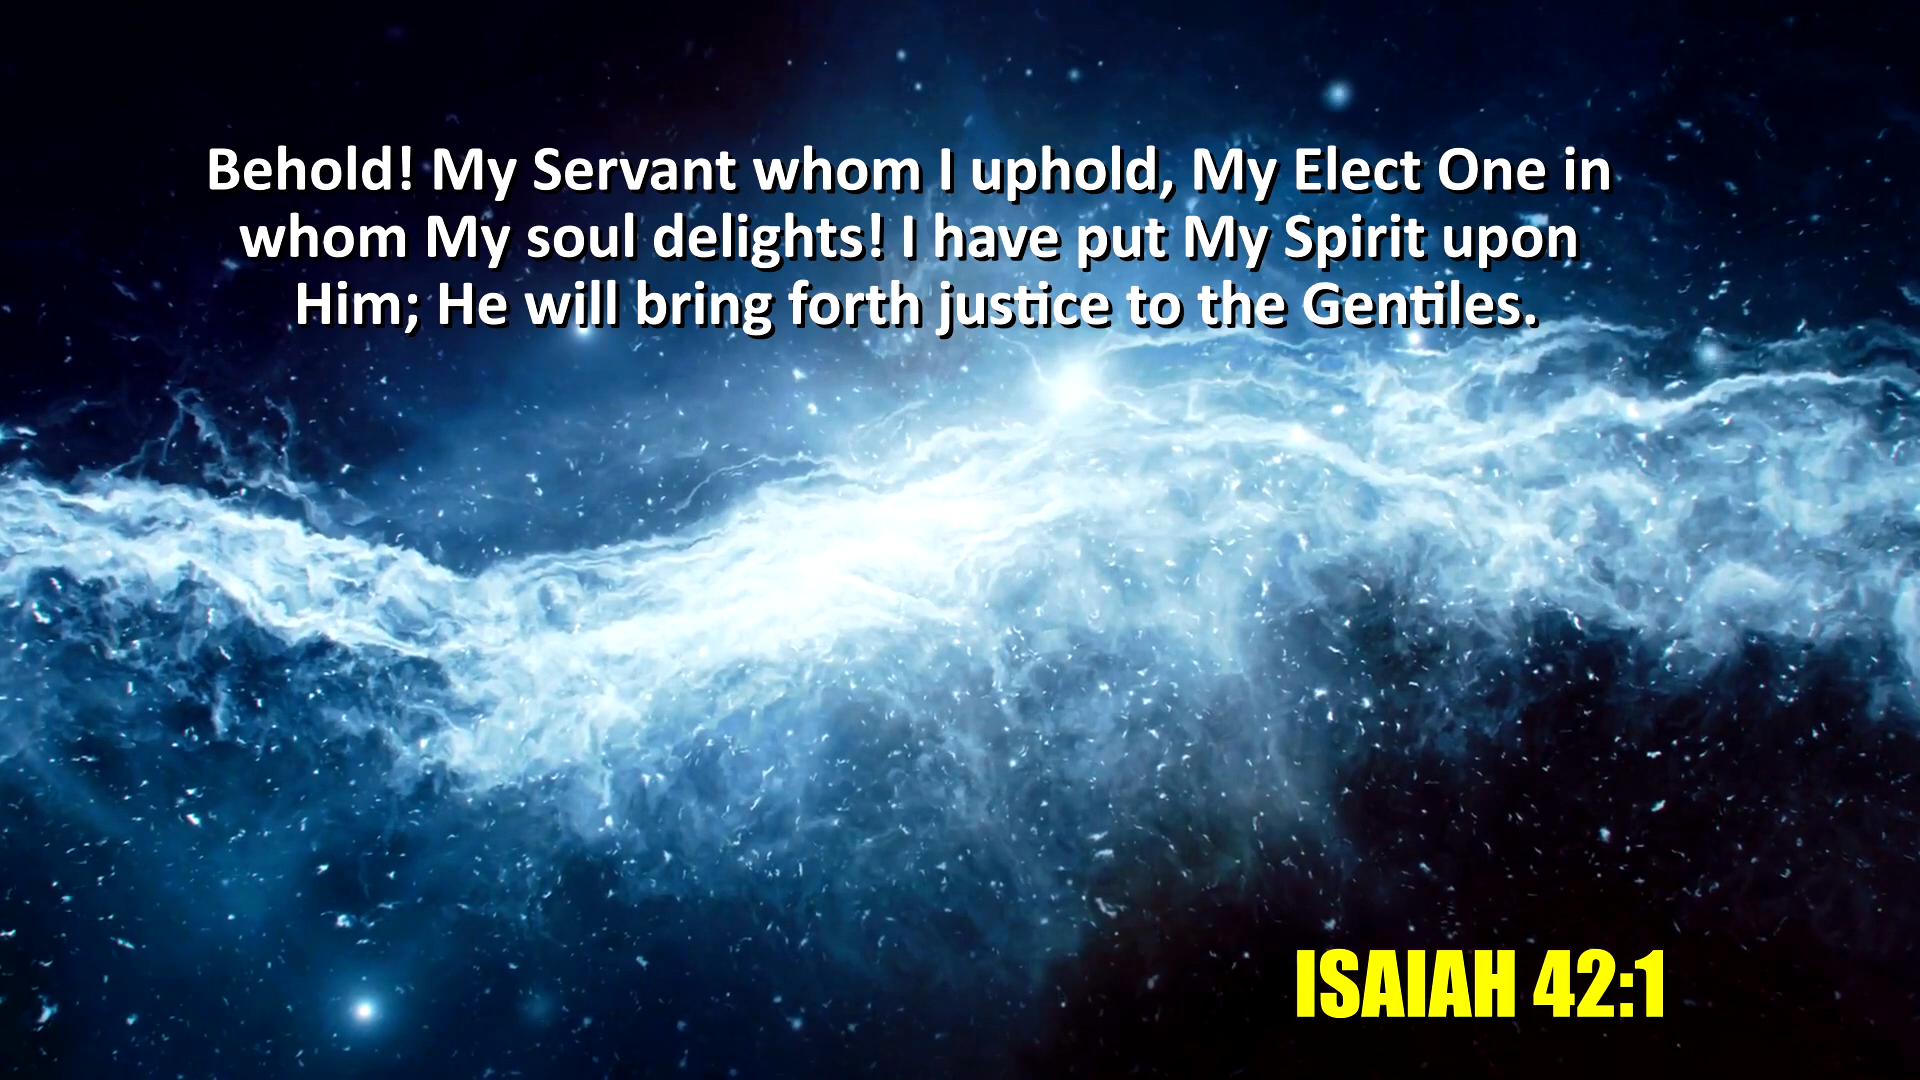 Behold! My Servant whom I uphold, My Elect One in
whom My soul delights! I have put My Spirit upon
Him; He will bring forth justice to the Gentiles.
ISAIAH 42:1